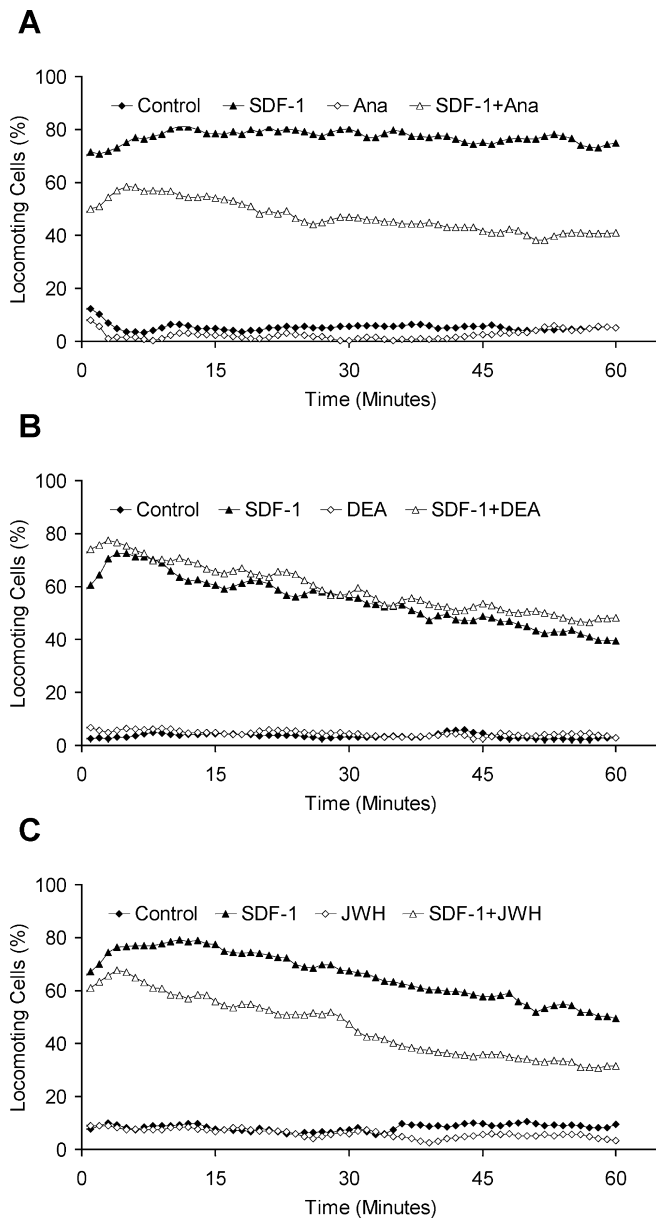 A
100
Control SDF-1 Ana SDF-1+Ana
80
60
40
20
0
Locomoting Cells (%)
0 15 30 45 60
Time (Minutes)
B
100
Control SDF-1 DEA SDF-1+DEA
80
60
40
20
0
Locomoting Cells (%)
0 15 30 45 60
Time (Minutes)
C
100
Control SDF-1 JWH SDF-1+JWH
80
60
40
20
0
Locomoting Cells (%)
0 15 30 45 60
Time (Minutes)